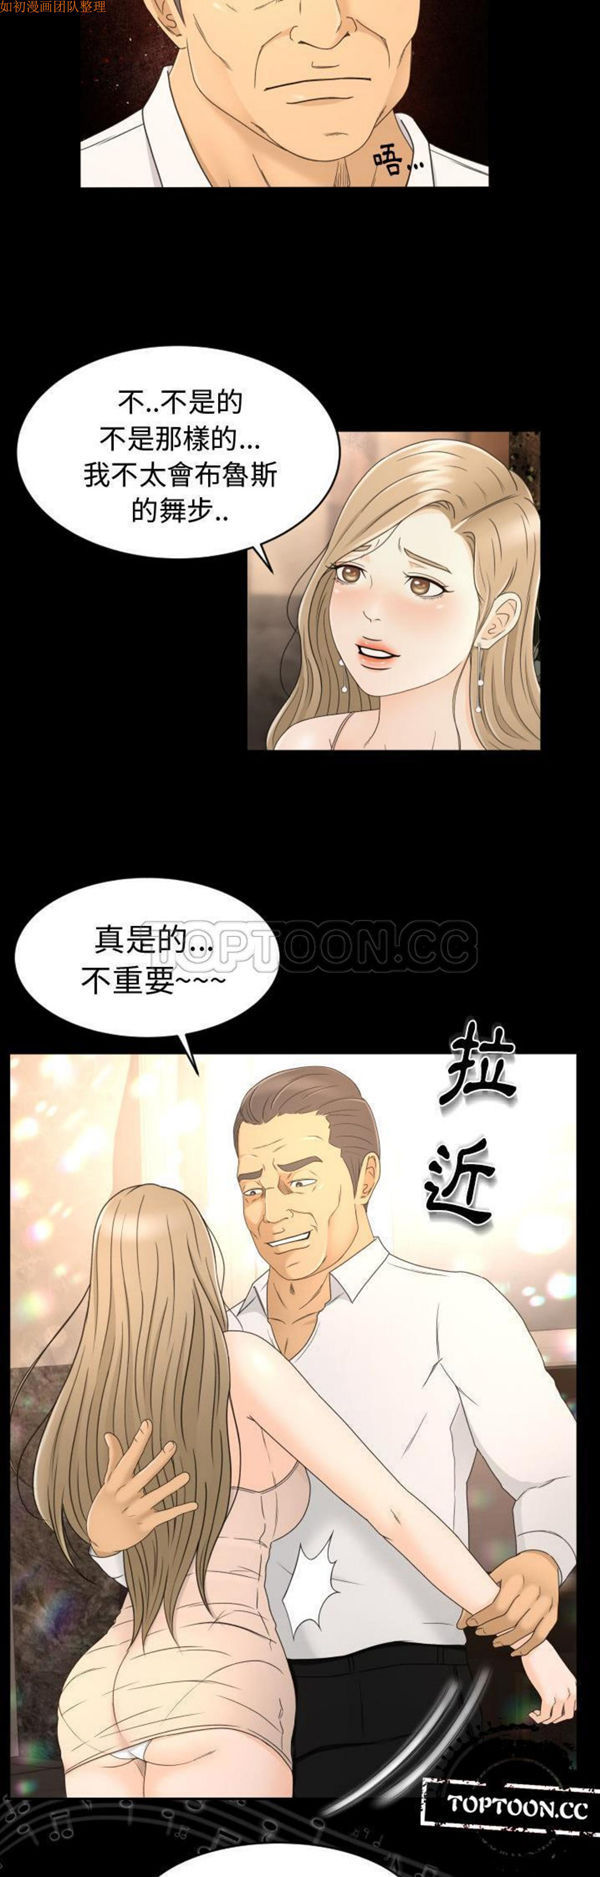 如初漫画团队整理
唔...
不..不是的
不是那樣的...
我不太會布魯斯
的舞步..
真是的...
不重要~~~
TOPTOON.CC
拉
近
TOPTOON.CC